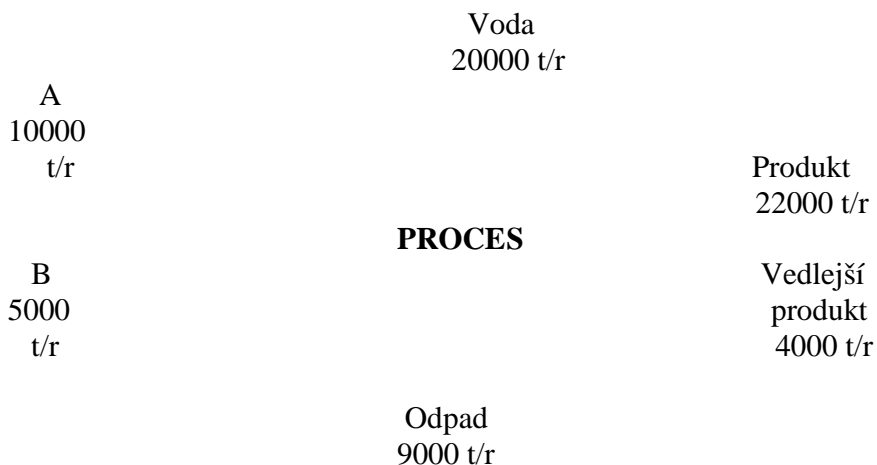 Voda
20000 t/r
A
10000
t/r
Produkt
22000 t/r
PROCES
B
5000
t/r
Vedlejší
produkt
4000 t/r
Odpad
9000 t/r